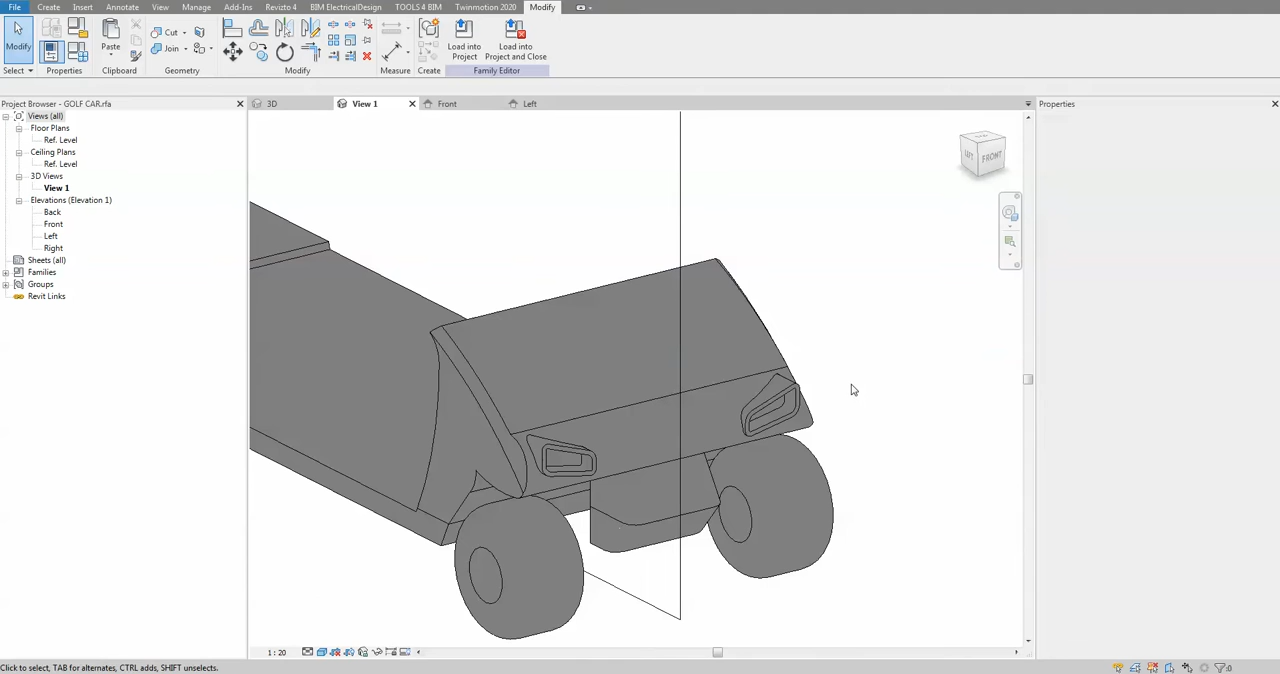 File Create Insert Annotate View Manage Add-Ins Revizto 4 BIM ElectricalDesign TOOLS 4 BIM Twinmotion 2020 Modify
Modify Paste Cut Join Load into Project Load into Project and Close
Select Properties Clipboard Geometry Modify Measure Create Family Editor
Project Browser - GOLF CAR.rfa
3D View 1 Front Left
Properties
Views (all)
Floor Plans
Ref. Level
Ceiling Plans
Ref. Level
3D Views
View 1
Elevations (Elevation 1)
Back
Front
Left
Right
Sheets (all)
Families
Groups
Revit Links
FRONT
1 : 20
Click to select, TAB for alternates, CTRL adds, SHIFT unselects.
:0